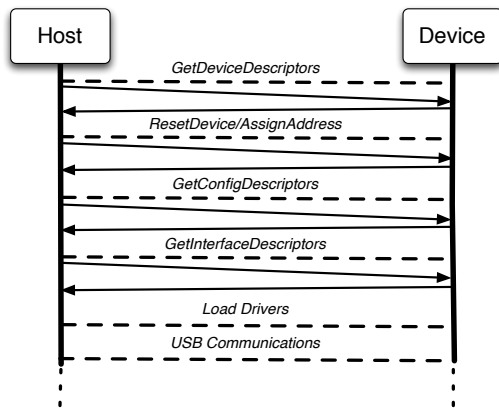 Host
Device
GetDeviceDescriptors
ResetDevice/AssignAddress
GetConfigDescriptors
GetInterfaceDescriptors
Load Drivers
USB Communications